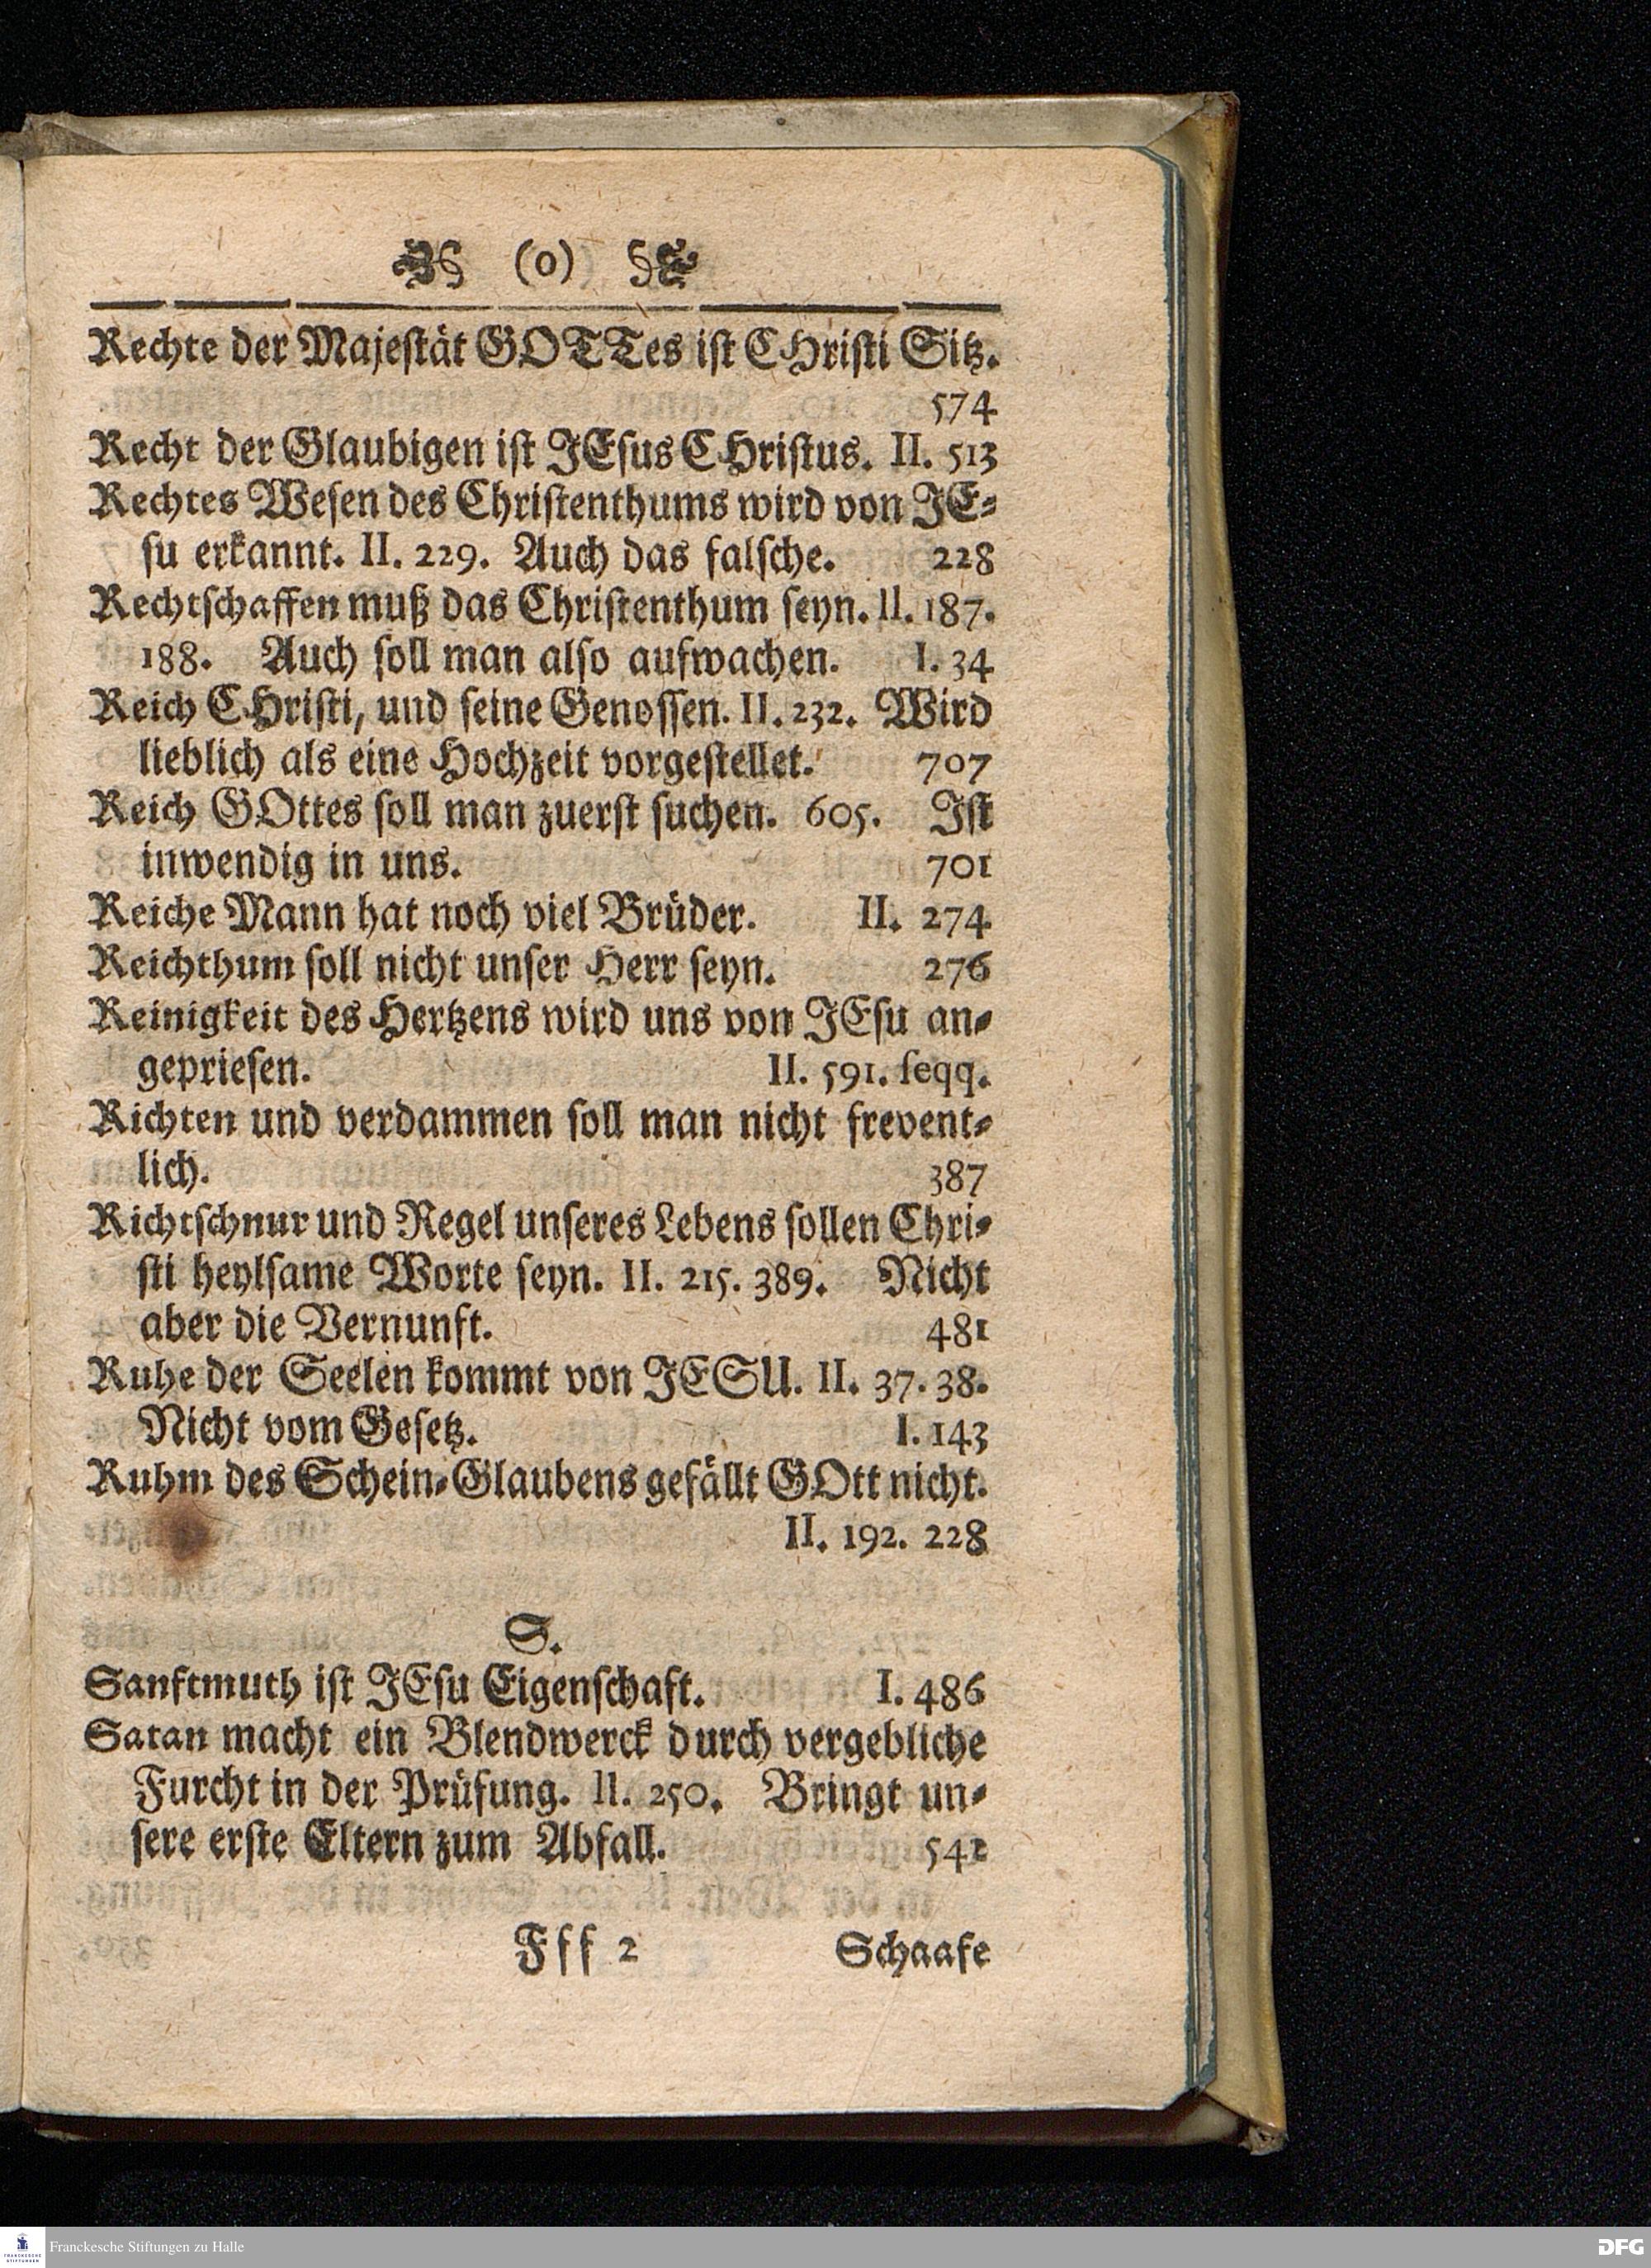 (o)
Rechte der Majestät GOTTes ist CHristi Sitz.
574
Recht der Glaubigen ist JEsus CHristus. II. 513
Rechtes Wesen des Christenthums wird von JE-
su erkannt. II. 229. Auch das falsche. 228
Rechtschaffen muß das Christenthum seyn. II. 187.
188. Auch soll man also aufwachen. I. 34
Reich CHristi, und seine Genossen. II. 232. Wird
lieblich als eine Hochzeit vorgestellet. 707
Reich GOttes soll man zuerst suchen. 605. Ist
inwendig in uns. 701
Reiche Mann hat noch viel Brüder. II. 274
Reichthum soll nicht unser Herr seyn. 276
Reinigkeit des Hertzens wird uns von JEsu an-
gepriesen. II. 591. seqq.
Richten und verdammen soll man nicht frevent-
lich. 387
Richtschnur und Regel unseres Lebens sollen Chri-
sti heylsame Worte seyn. II. 215. 389. Nicht
aber die Vernunft. 481
Ruhe der Seelen kommt von JESU. II. 37. 38.
Nicht vom Gesetz. I. 143
Ruhm des Schein-Glaubens gefällt GOtt nicht.
II. 192. 228
S.
Sanftmuth ist JEsu Eigenschaft. I. 486
Satan macht ein Blendwerck durch vergebliche
Furcht in der Prüfung. II. 250. Bringt un-
sere erste Eltern zum Abfall. 542
Fff 2 Schaafe
Franckesche Stiftungen zu Halle
DFG